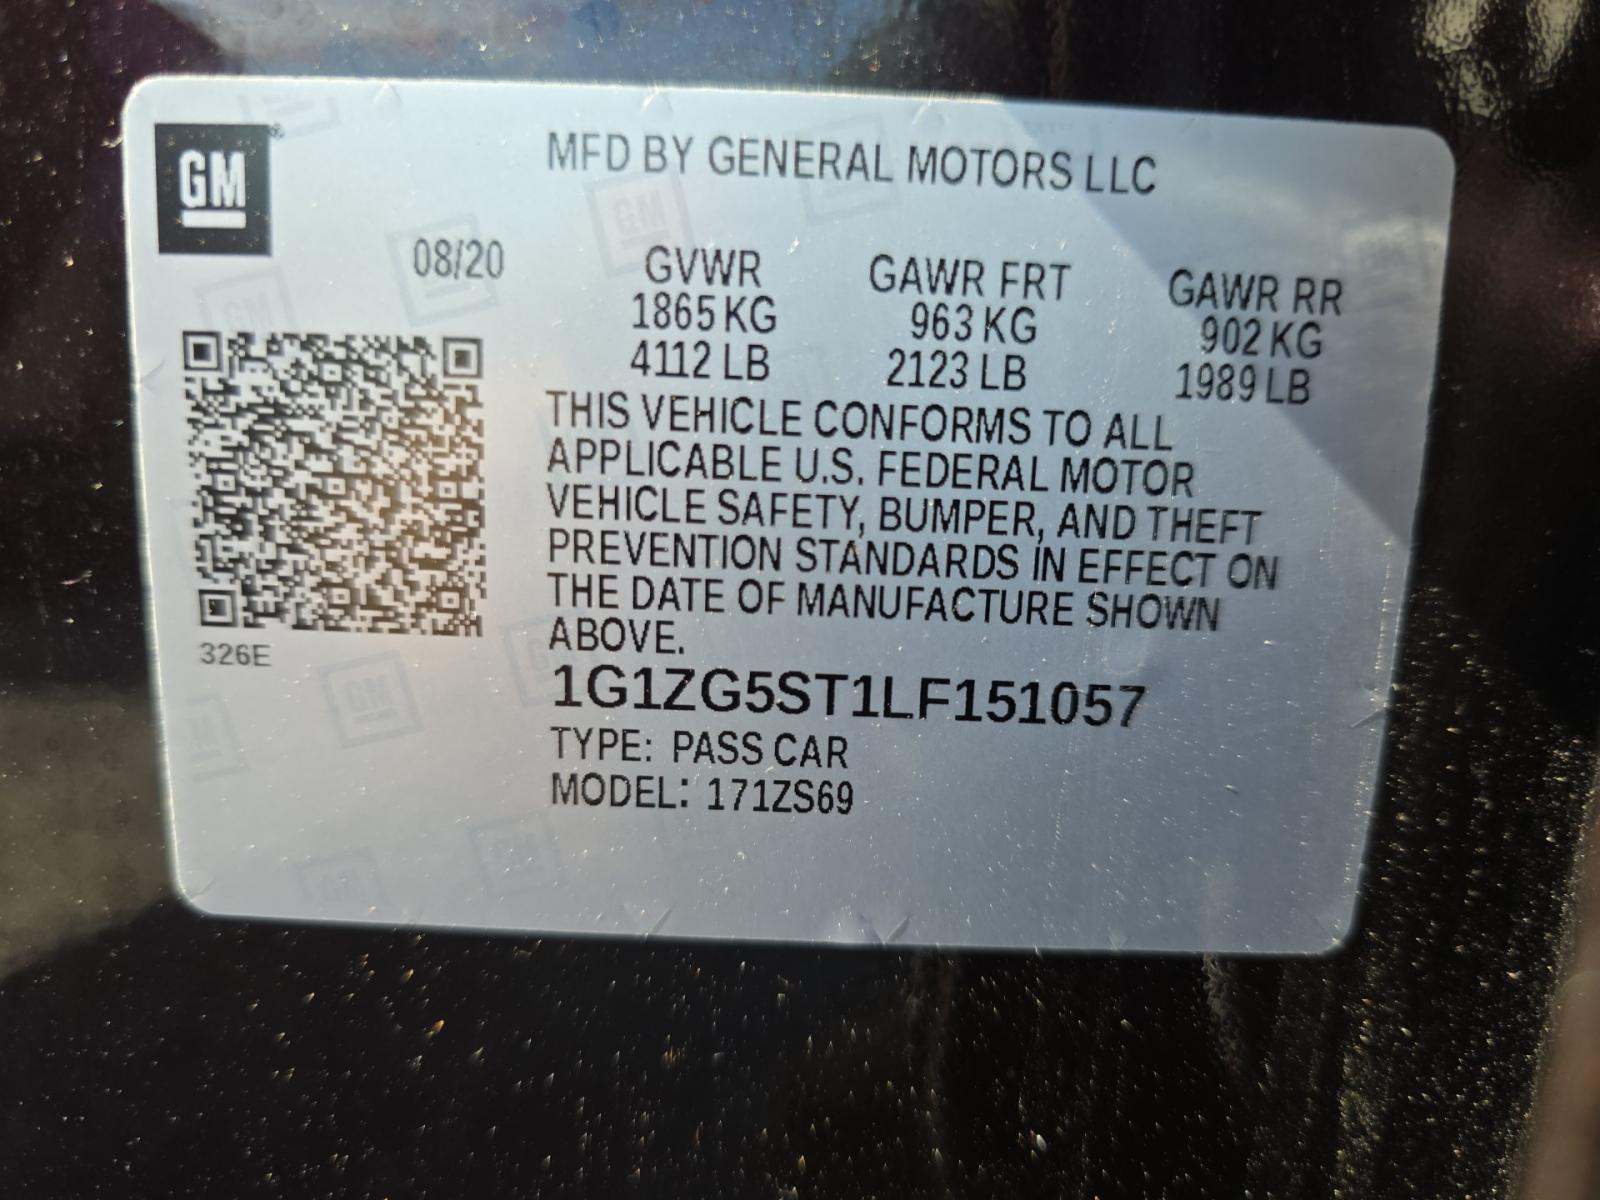 GM
MFD BY GENERAL MOTORS LLC
08/20
GVWR GAWR FRT GAWR RR
1865 KG 963 KG 902 KG
4112 LB 2123 LB 1989 LB
THIS VEHICLE CONFORMS TO ALL
APPLICABLE U.S. FEDERAL MOTOR
VEHICLE SAFETY, BUMPER, AND THEFT
PREVENTION STANDARDS IN EFFECT ON
THE DATE OF MANUFACTURE SHOWN
ABOVE.
326E
1G1ZG5ST1LF151057
TYPE: PASS CAR
MODEL: 171ZS69